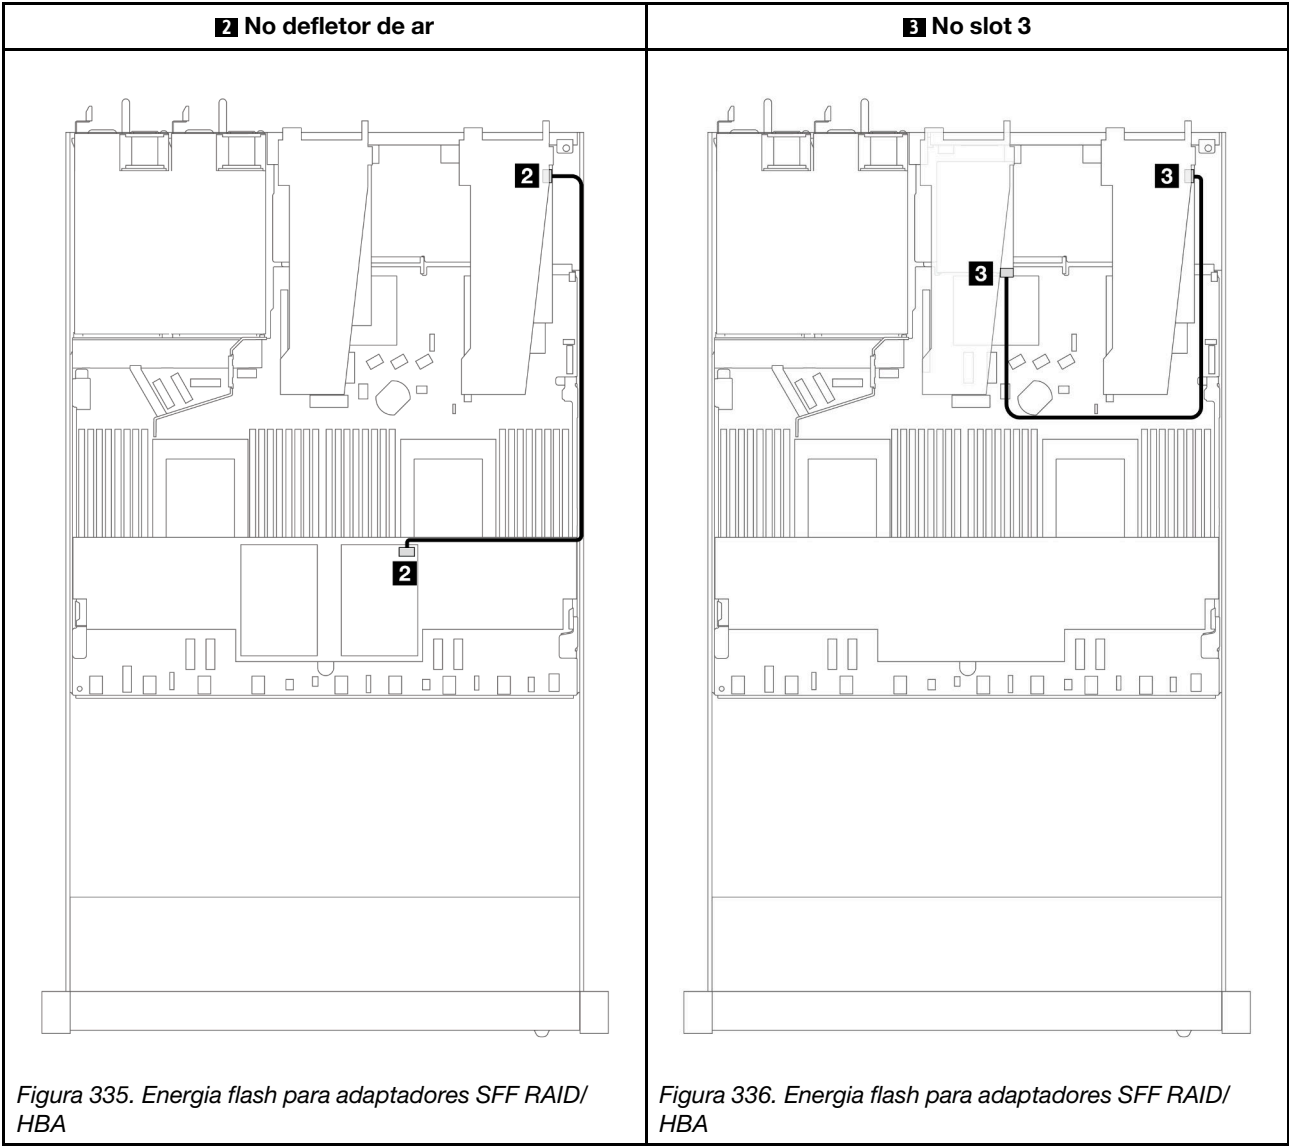 2 No defletor de ar
3 No slot 3
2
2
3
3
Figura 335. Energia flash para adaptadores SFF RAID/
HBA
Figura 336. Energia flash para adaptadores SFF RAID/
HBA